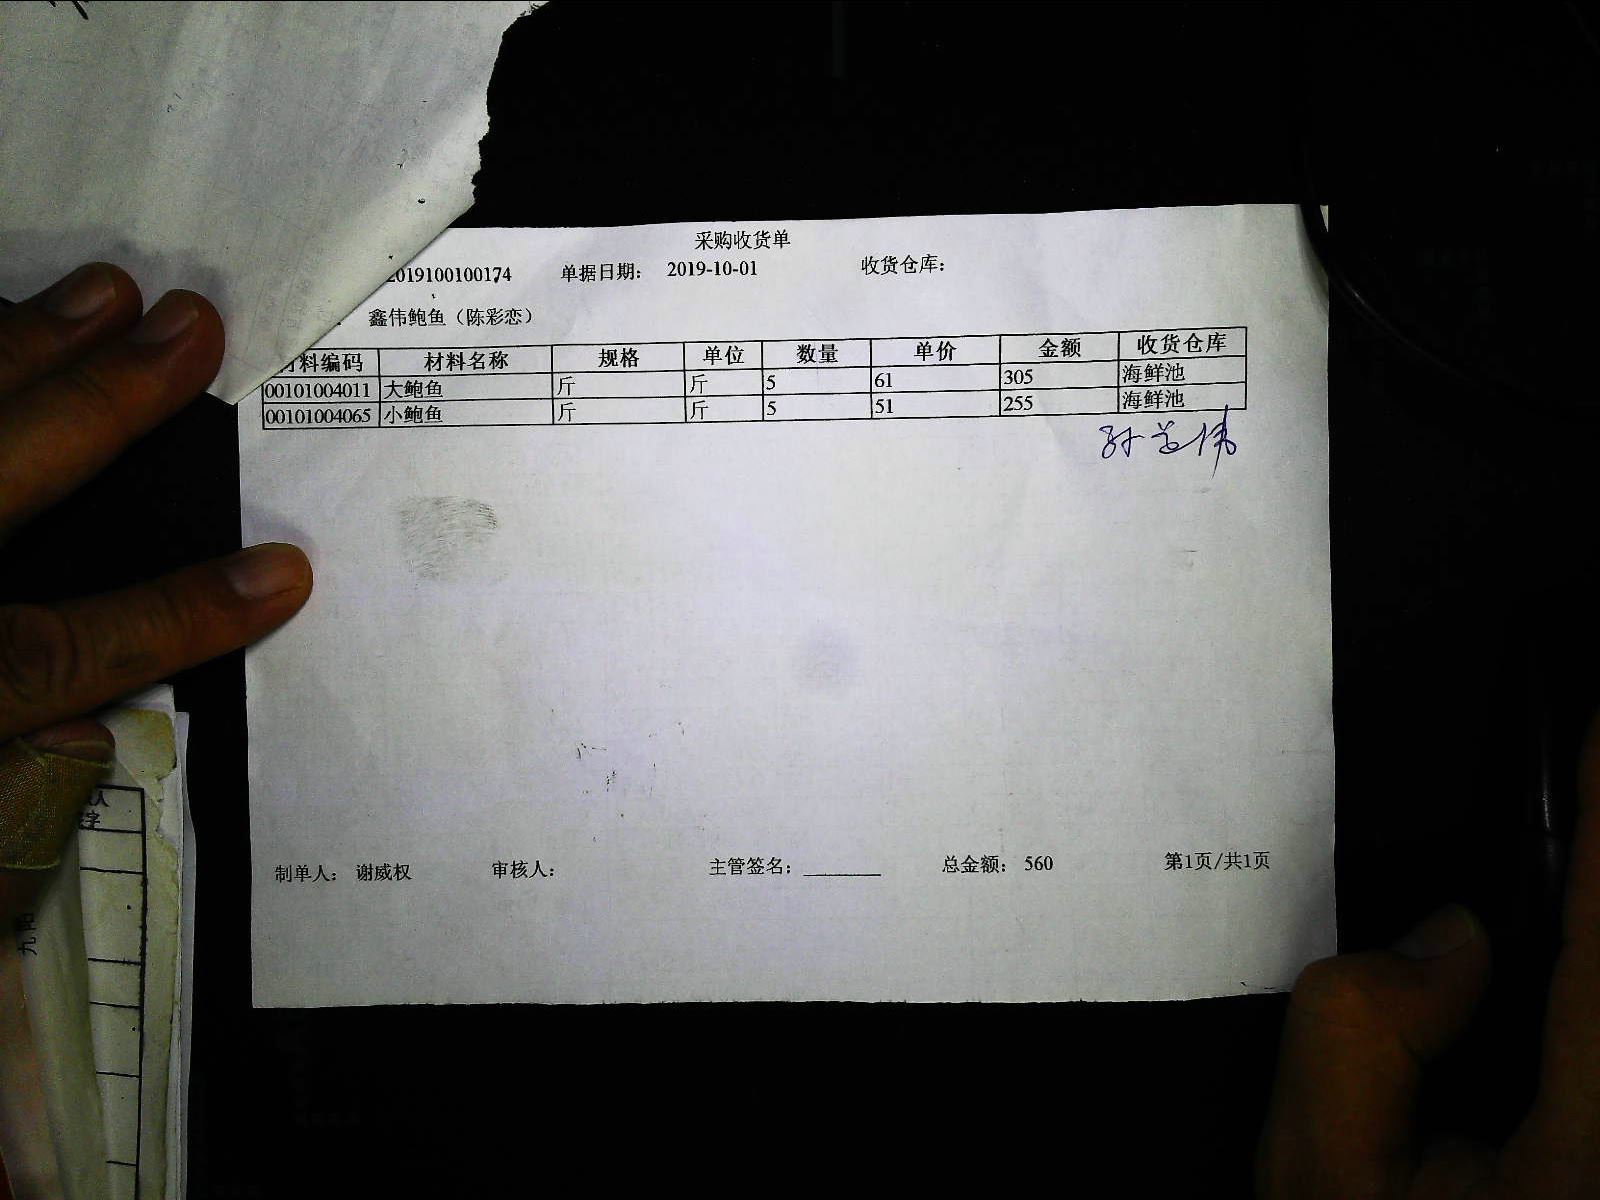 采购收货单
2019100100174 单据日期： 2019-10-01 收货仓库：
鑫伟鲍鱼（陈彩恋）
材料编码 材料名称 规格 单位 数量 单价 金额 收货仓库
00101004011 大鲍鱼 斤 斤 5 61 305 海鲜池
00101004065 小鲍鱼 斤 斤 5 51 255 海鲜池
制单人： 谢威权 审核人： 主管签名： 总金额： 560 第1页/共1页
九阳